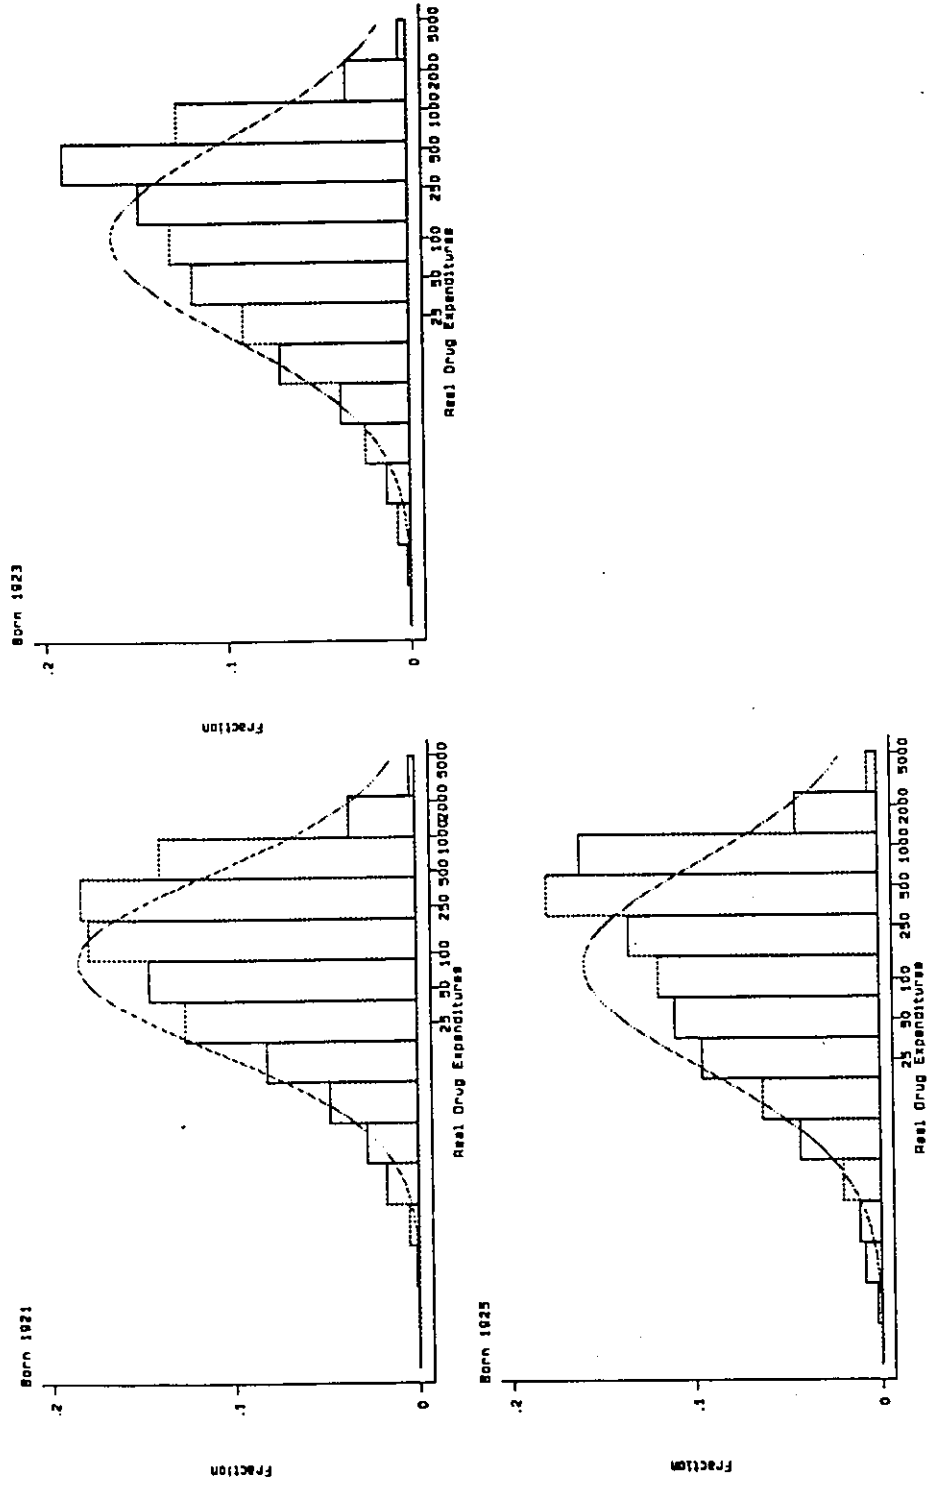 Born 1921
Fraction
.2
.1
0
25 50 100 250 500 1000 2000 5000
Real Drug Expenditures
Born 1923
Fraction
.2
.1
0
25 50 100 250 500 1000 2000 5000
Real Drug Expenditures
Born 1925
Fraction
.2
.1
0
25 50 100 250 500 1000 2000 5000
Real Drug Expenditures